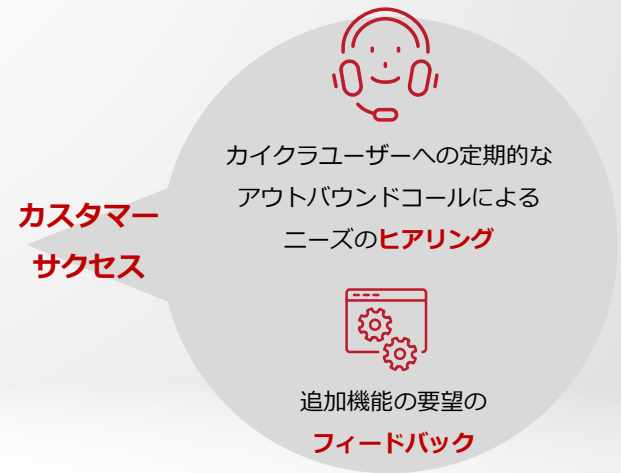 カスタマー
サクセス
カイクラユーザーへの定期的な
アウトバウンドコールによる
ニーズのヒアリング
追加機能の要望の
フィードバック